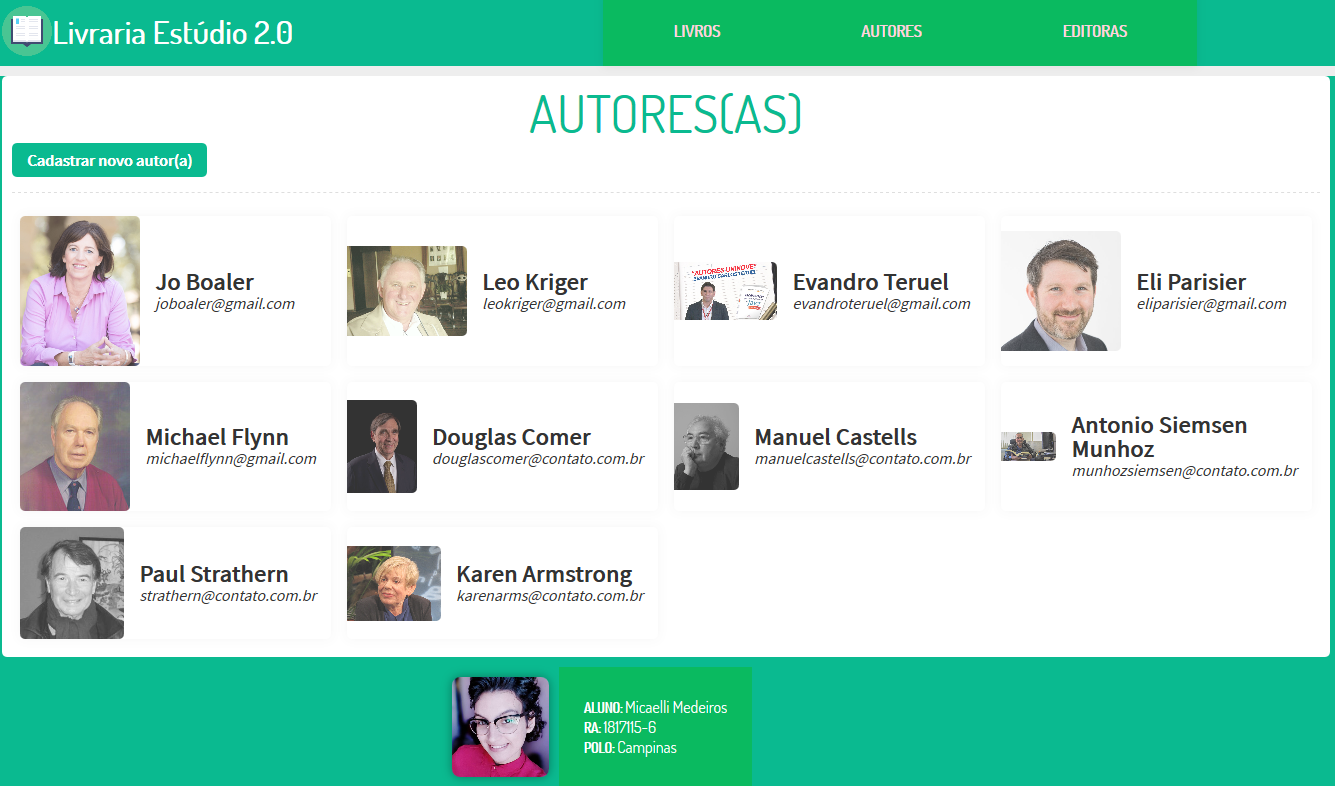 Livraria Estúdio 2.0
LIVROS
AUTORES
EDITORAS
AUTORES(AS)
Cadastrar novo autor(a)
Jo Boaler
joboaler@gmail.com
Leo Kriger
leokriger@gmail.com
"AUTORES UNINOVE"
Evandro Teruel
evandroteruel@gmail.com
Eli Parisier
eliparisier@gmail.com
Michael Flynn
michaelflynn@gmail.com
Douglas Comer
douglascomer@contato.com.br
Manuel Castells
manuelcastells@contato.com.br
Antonio Siemsen
Munhoz
munhozsiemsen@contato.com.br
Paul Strathern
strathern@contato.com.br
Karen Armstrong
karenarms@contato.com.br
ALUNO: Micaelli Medeiros
RA: 1817115-6
POLO: Campinas